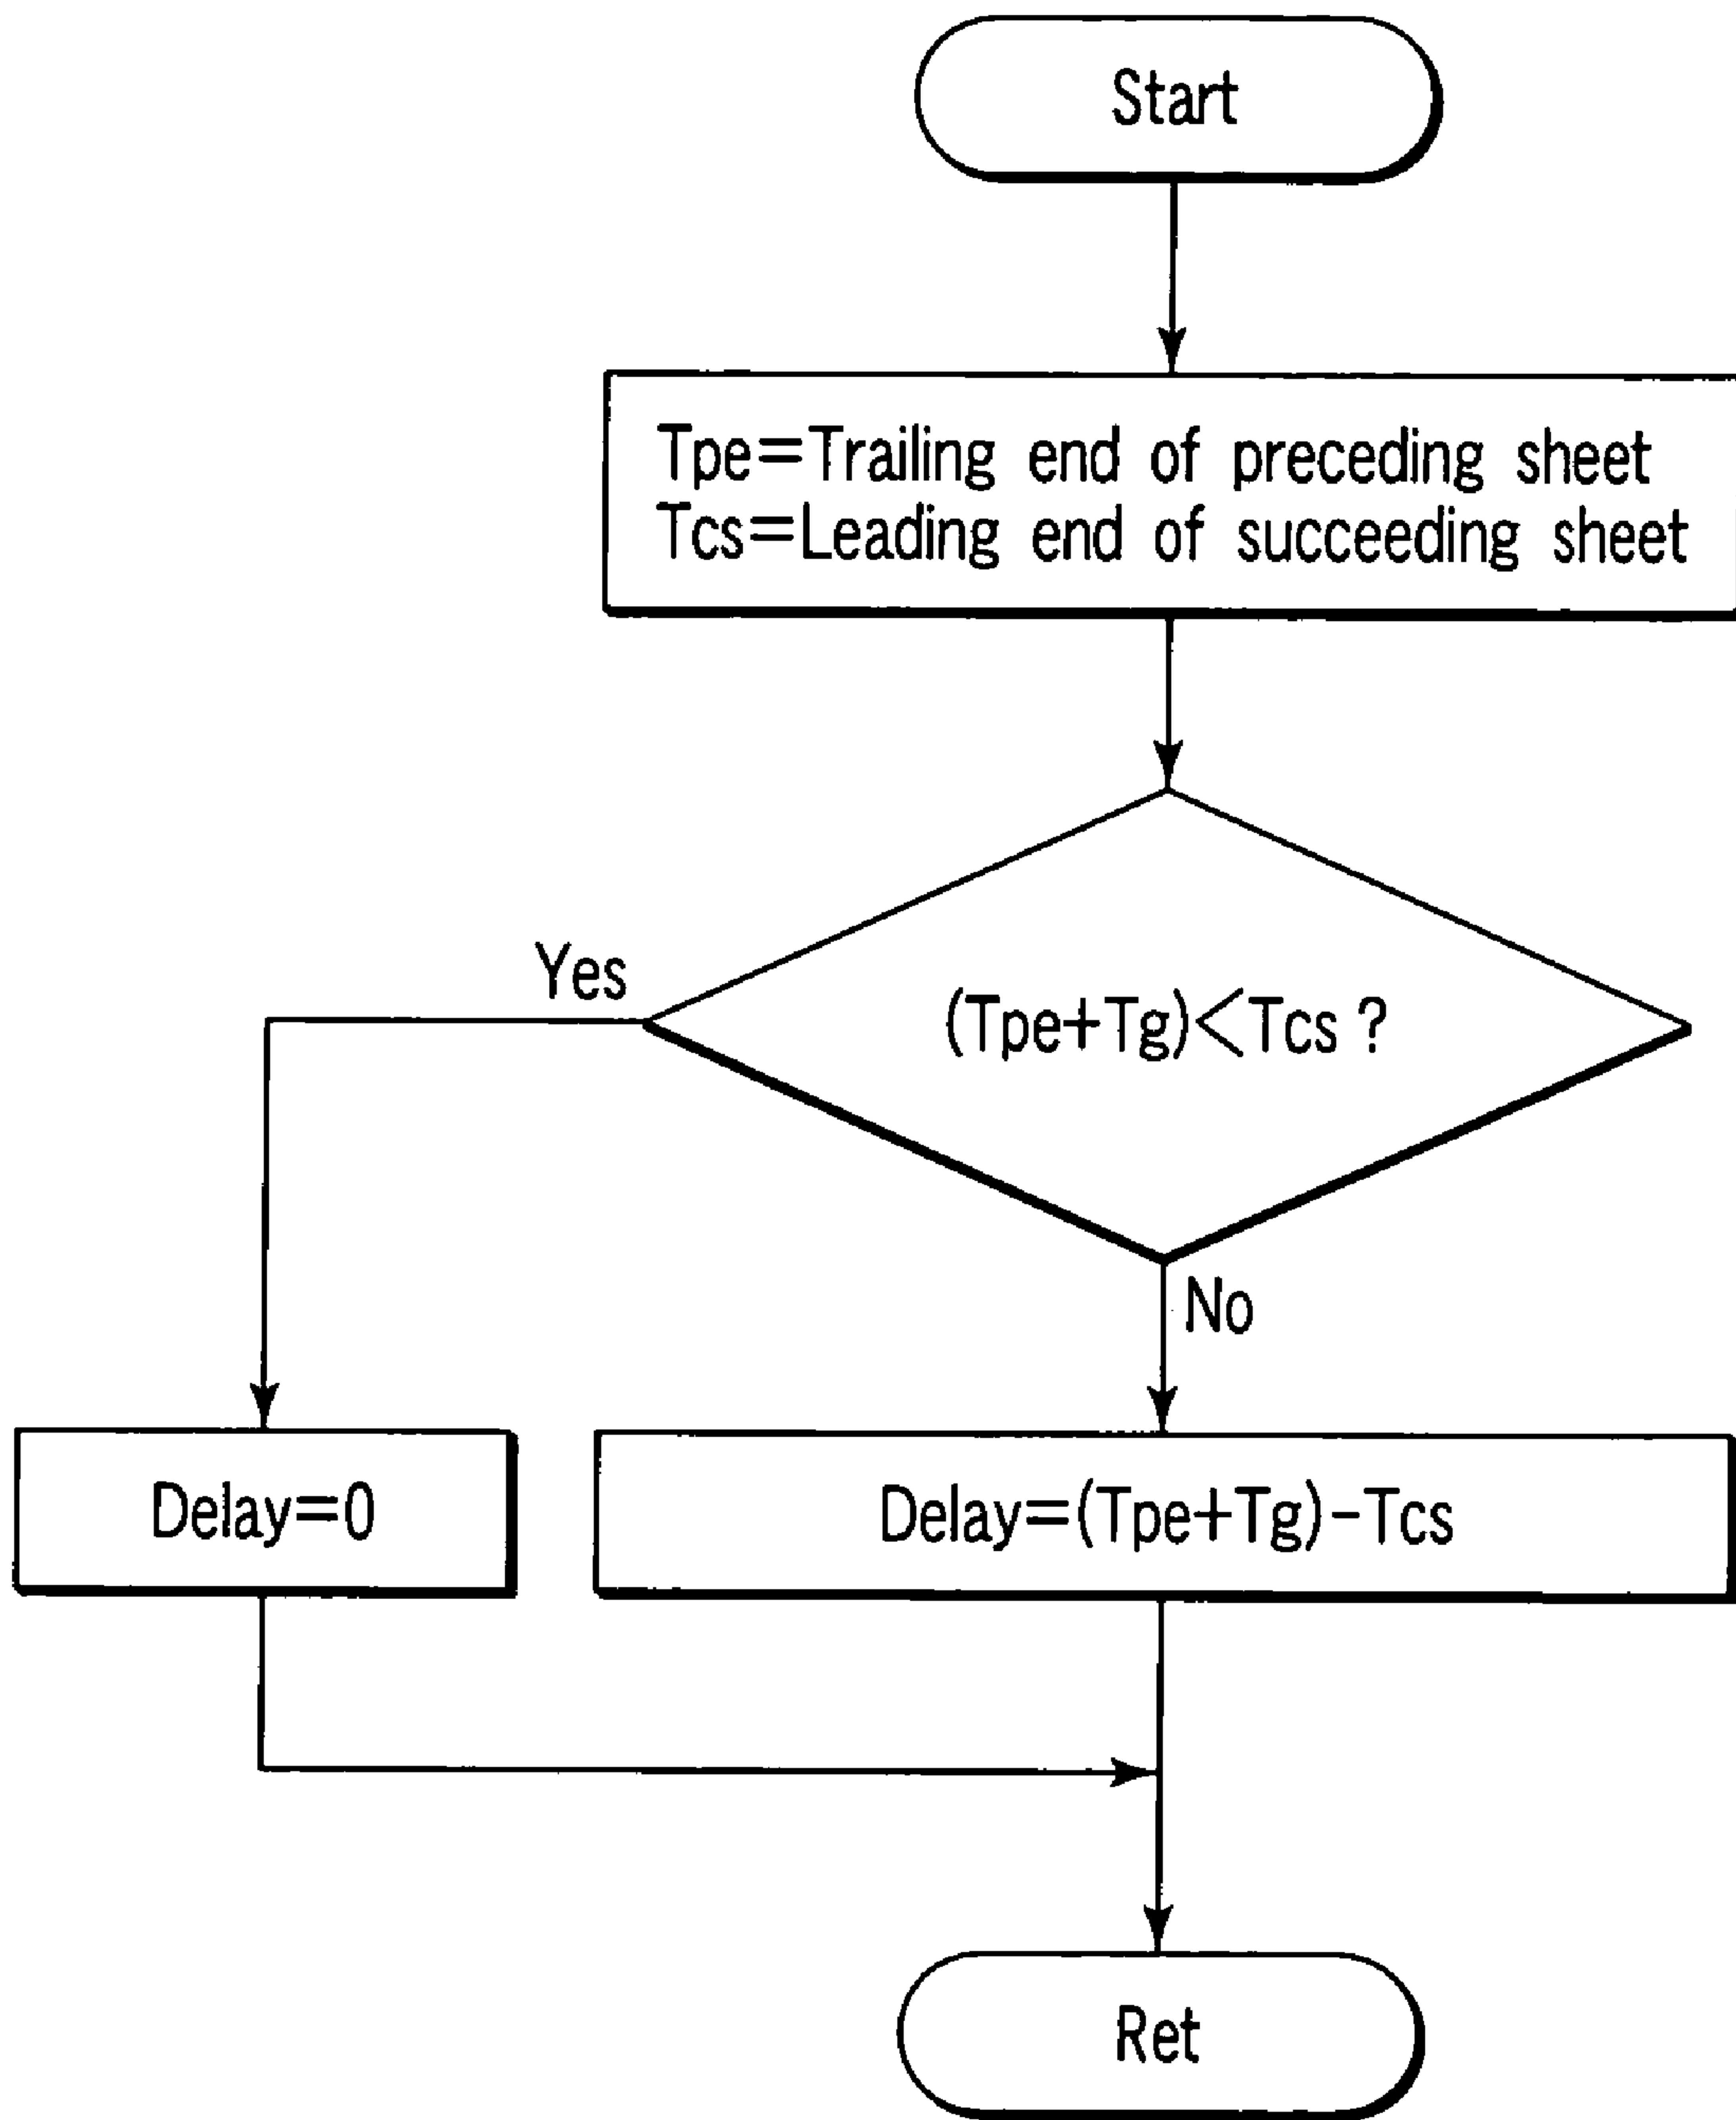 Start
Tpe=Trailing end of preceding sheet
Tcs=Leading end of succeeding sheet
Yes
(Tpe+Tg)<Tcs ?
No
Delay=0
Delay=(Tpe+Tg)-Tcs
Ret